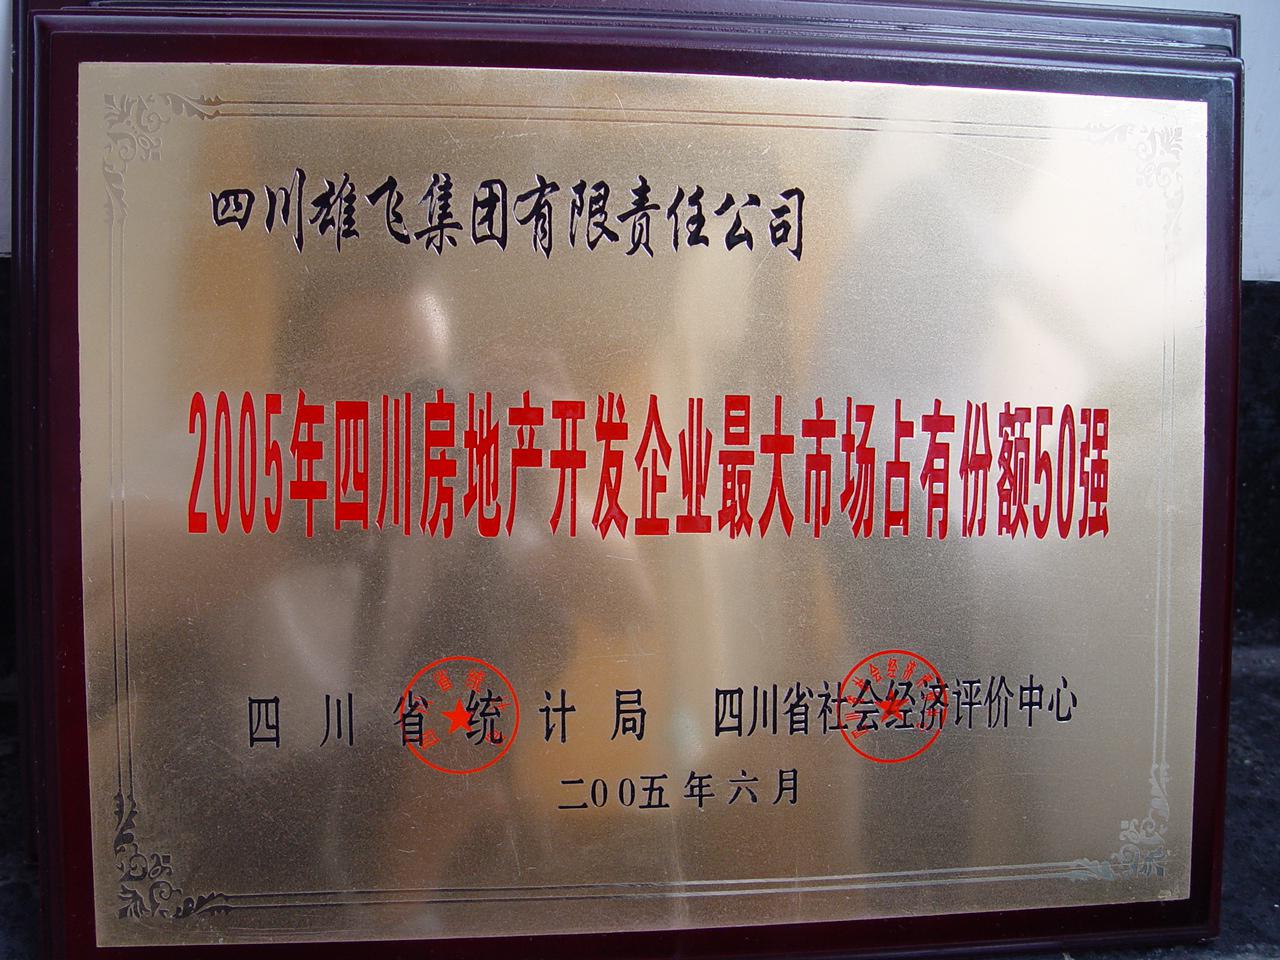 四川雄飞集团有限责任公司
2005年四川房地产开发企业最大市场占有份额50强
四川省统计局 四川省社会经济评价中心
二00五年六月